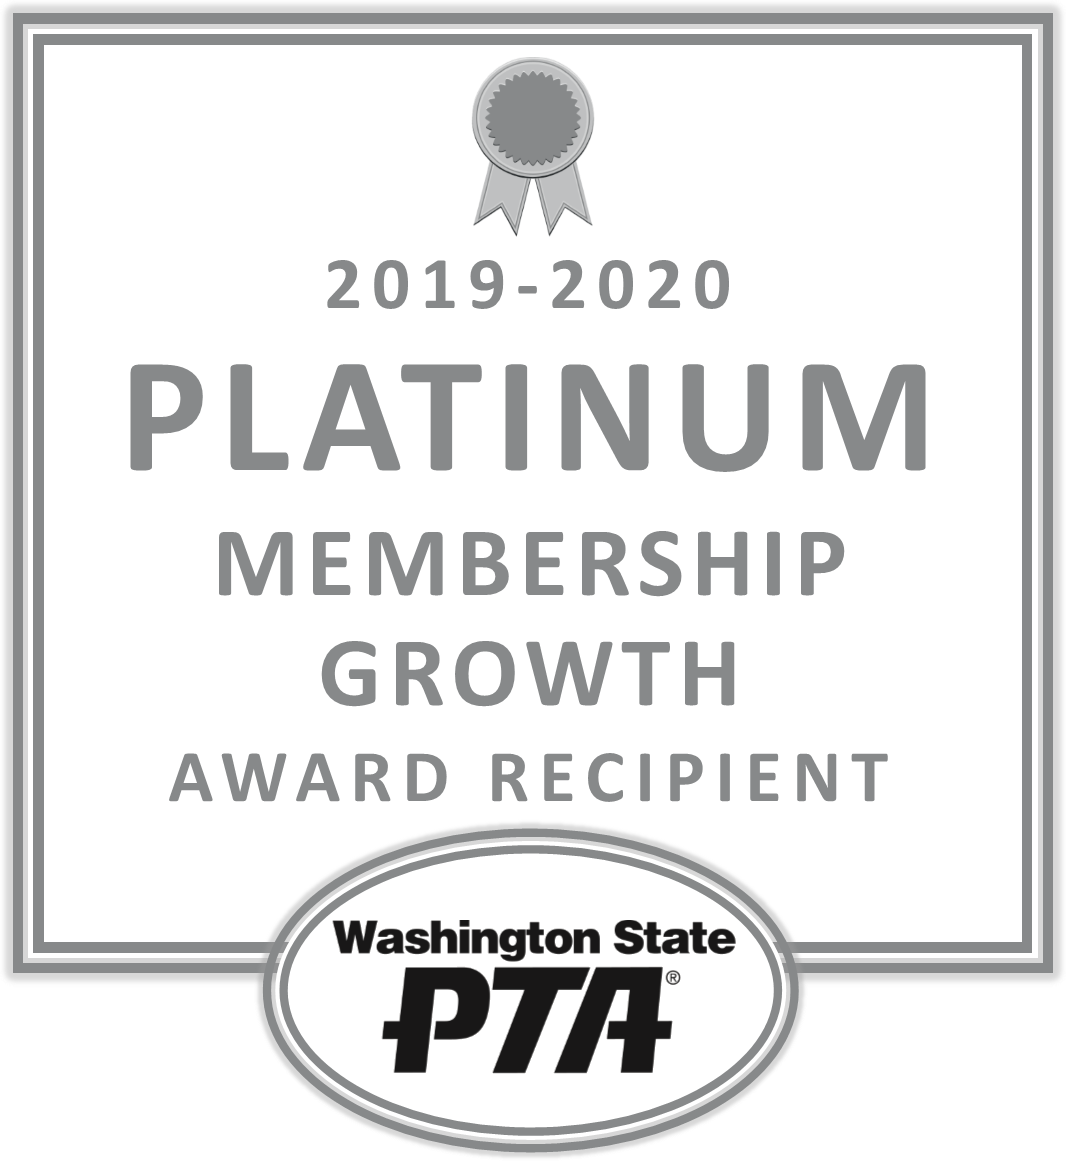 2019-2020
PLATINUM
MEMBERSHIP
GROWTH
AWARD RECIPIENT
Washington State
PTA®